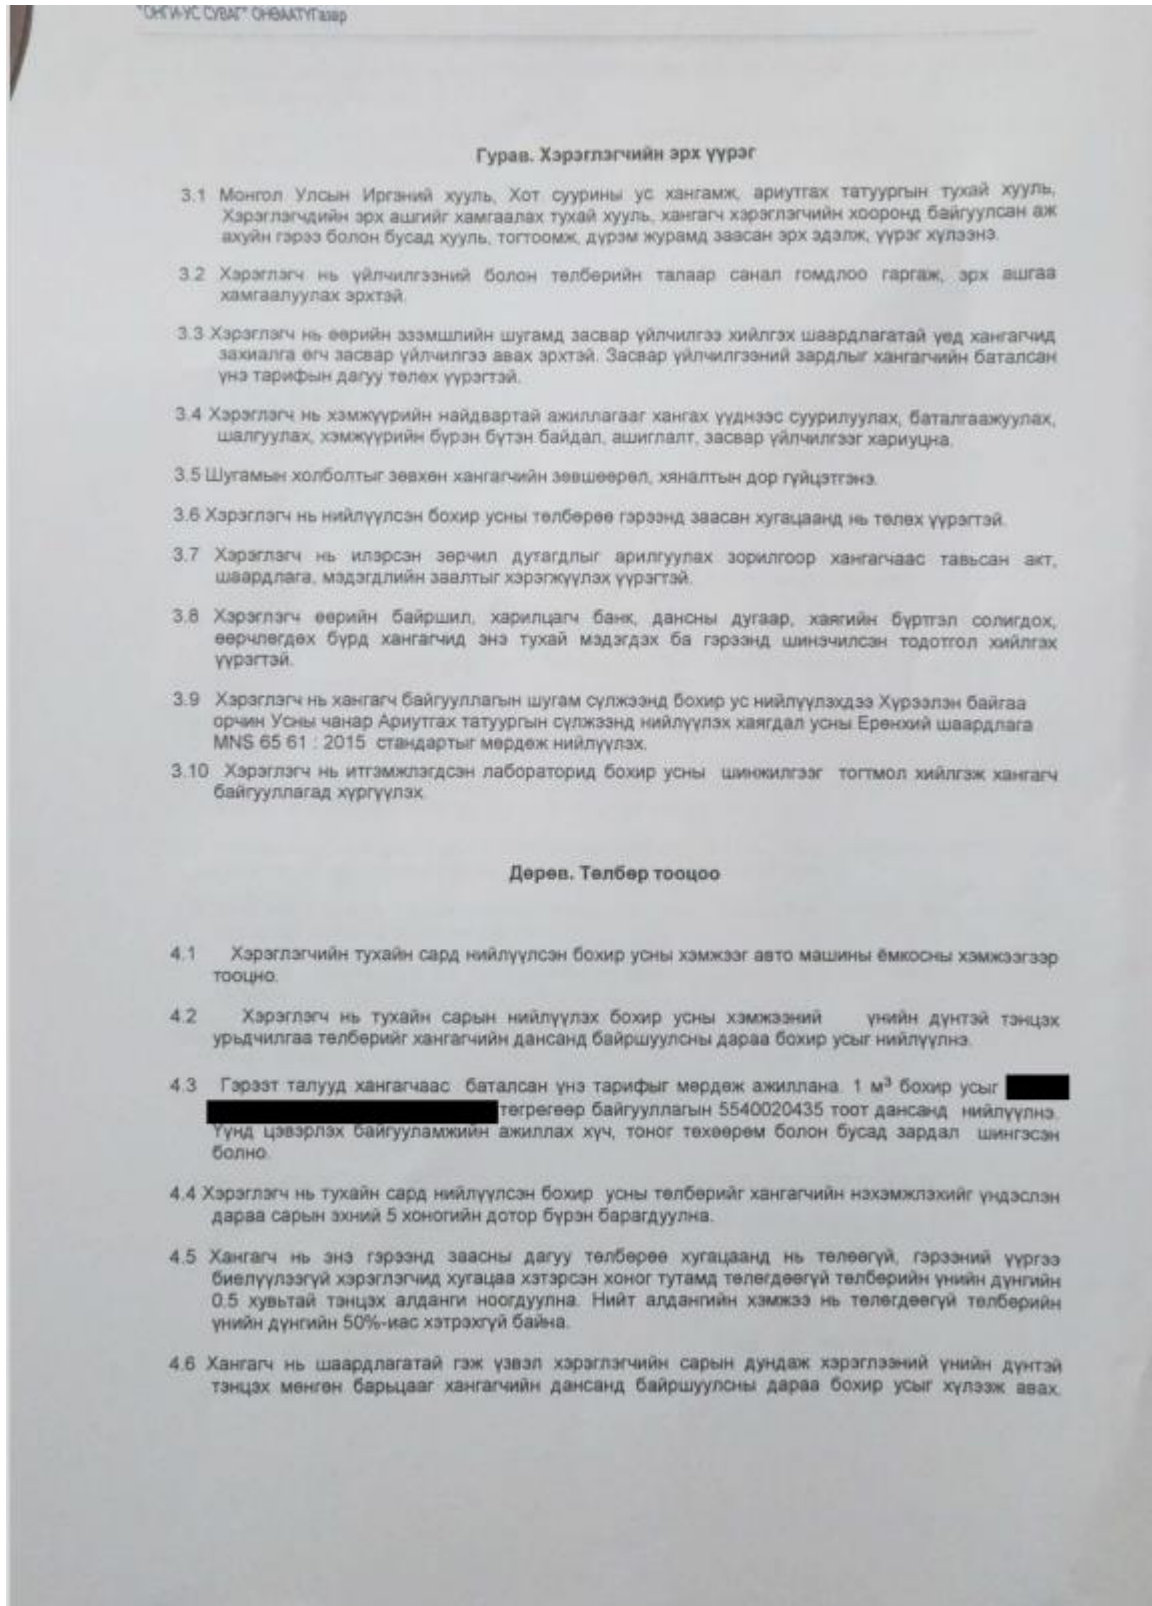 "ОНГИ-УС СУВАГ" ОНӨААТҮГазар
Гурав. Хэрэглэгчийн эрх үүрэг
3.1 Монгол Улсын Иргэний хууль, Хот суурины ус хангамж, ариутгах татуургын тухай хууль,
Хэрэглэгчдийн эрх ашгийг хамгаалах тухай хууль, хангагч хэрэглэгчийн хооронд байгуулсан аж
ахуйн гэрээ болон бусад хууль, тогтоомж, дүрэм журамд заасан эрх эдэлж, үүрэг хүлээнэ.
3.2 Хэрэглэгч нь үйлчилгээний болон төлбөрийн талаар санал гомдлоо гаргаж, эрх ашгаа
хамгаалуулах эрхтэй.
3.3 Хэрэглэгч нь өөрийн эзэмшлийн шугамд засвар үйлчилгээ хийлгэх шаардлагатай үед хангагчид
захиалга өгч засвар үйлчилгээ авах эрхтэй. Засвар үйлчилгээний зардлыг хангагчийн баталсан
үнэ тарифын дагуу төлөх үүрэгтэй.
3.4 Хэрэглэгч нь хэмжүүрийн найдвартай ажиллагааг хангах үүднээс суурилуулах, баталгаажуулах,
шалгуулах, хэмжүүрийн бүрэн бүтэн байдал, ашиглалт, засвар үйлчилгээг хариуцна.
3.5 Шугамын холболтыг зөвхөн хангагчийн зөвшөөрөл, хяналтын дор гүйцэтгэнэ.
3.6 Хэрэглэгч нь нийлүүлсэн бохир усны төлбөрөө гэрээнд заасан хугацаанд нь төлөх үүрэгтэй.
3.7 Хэрэглэгч нь илэрсэн зөрчил дутагдлыг арилгуулах зорилгоор хангагчаас тавьсан акт,
шаардлага, мэдэгдлийн заалтыг хэрэгжүүлэх үүрэгтэй.
3.8 Хэрэглэгч өөрийн байршил, харилцагч банк, дансны дугаар, хаягийн бүртгэл солигдох,
өөрчлөгдөх бүрд хангагчид энэ тухай мэдэгдэх ба гэрээнд шинэчилсэн тодотгол хийлгэх
үүрэгтэй.
3.9 Хэрэглэгч нь хангагч байгууллагын шугам сүлжээнд бохир ус нийлүүлэхдээ Хүрээлэн байгаа
орчин Усны чанар Ариутгах татуургын сүлжээнд нийлүүлэх хаягдал усны Ерөнхий шаардлага
MNS 65 61 : 2015 стандартыг мөрдөж нийлүүлэх.
3.10 Хэрэглэгч нь итгэмжлэгдсэн лабораторид бохир усны шинжилгээг тогтмол хийлгэж хангагч
байгууллагад хүргүүлэх.
Дөрөв. Төлбөр тооцоо
4.1 Хэрэглэгчийн тухайн сард нийлүүлсэн бохир усны хэмжээг авто машины ёмкосны хэмжээгээр
тооцно.
4.2 Хэрэглэгч нь тухайн сарын нийлүүлэх бохир усны хэмжээний үнийн дүнтэй тэнцэх
урьдчилгаа төлбөрийг хангагчийн дансанд байршуулсны дараа бохир усыг нийлүүлнэ.
4.3 Гэрээт талууд хангагчаас баталсан үнэ тарифыг мөрдөж ажиллана. 1 м³ бохир усыг
төгрөгөөр байгууллагын 5540020435 тоот дансанд нийлүүлнэ.
Үүнд цэвэрлэх байгууламжийн ажиллах хүч, тоног төхөөрөм болон бусад зардал шингэсэн
болно.
4.4 Хэрэглэгч нь тухайн сард нийлүүлсэн бохир усны төлбөрийг хангагчийн нэхэмжлэхийг үндэслэн
дараа сарын эхний 5 хоногийн дотор бүрэн барагдуулна.
4.5 Хангагч нь энэ гэрээнд заасны дагуу төлбөрөө хугацаанд нь төлөөгүй, гэрээний үүргээ
биелүүлээгүй хэрэглэгчид хугацаа хэтэрсэн хоног тутамд төлөгдөөгүй төлбөрийн үнийн дүнгийн
0,5 хувьтай тэнцэх алданги ноогдуулна. Нийт алдангийн хэмжээ нь төлөгдөөгүй төлбөрийн
үнийн дүнгийн 50%-иас хэтрэхгүй байна.
4.6 Хангагч нь шаардлагатай гэж үзвэл хэрэглэгчийн сарын дундаж хэрэглээний үнийн дүнтэй
тэнцэх мөнгөн барьцааг хангагчийн дансанд байршуулсны дараа бохир усыг хүлээж авах.